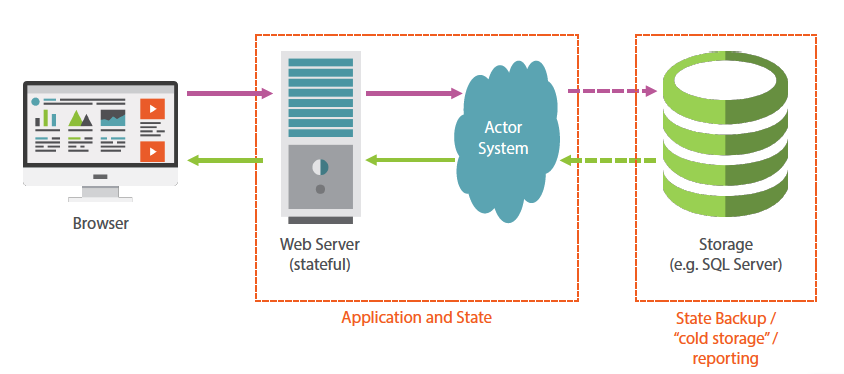 Actor
System
Browser
Web Server
(stateful)
Storage
(e.g. SQL Server)
Application and State
State Backup /
“cold storage” /
reporting